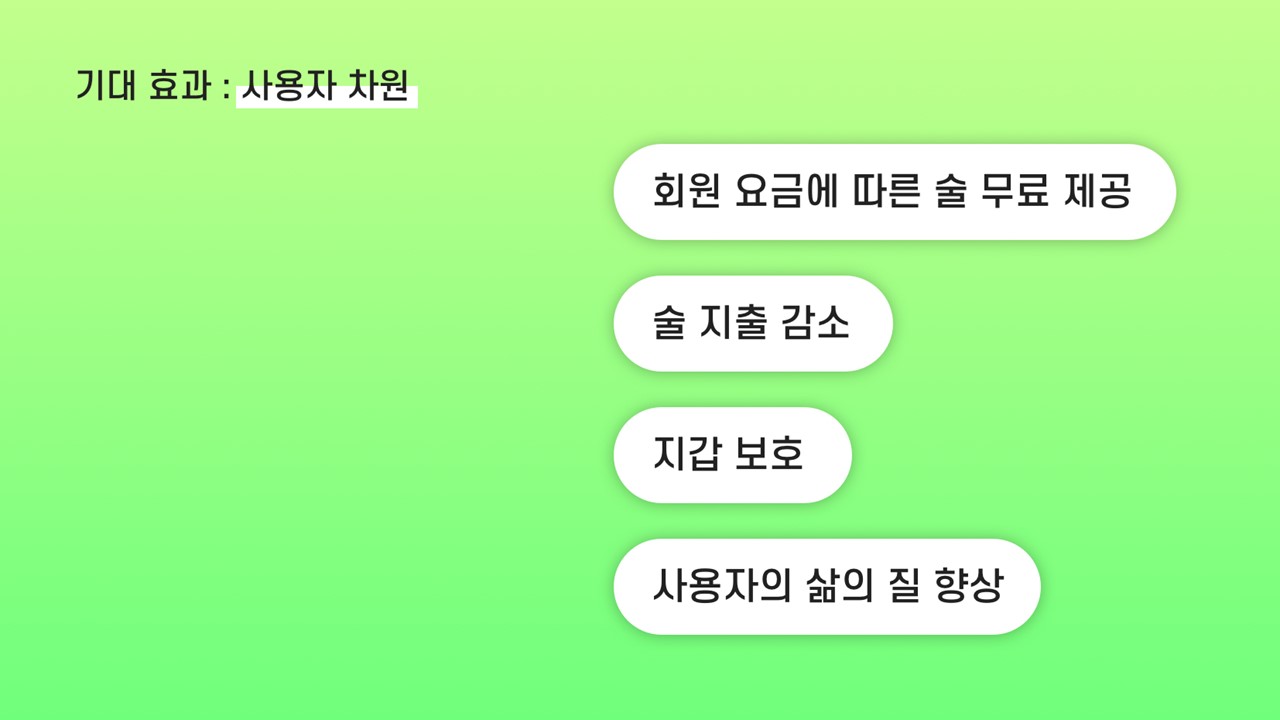 기대 효과 : 사용자 차원
회원 요금에 따른 술 무료 제공
술 지출 감소
지갑 보호
사용자의 삶의 질 향상